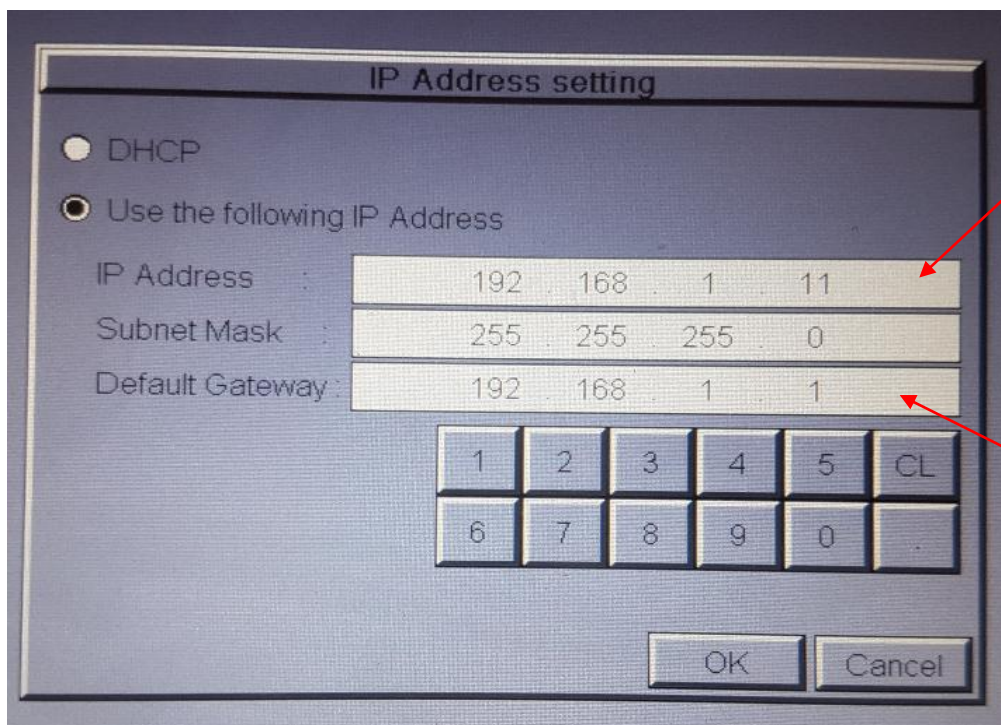 IP Address setting
DHCP
Use the following IP Address
IP Address : 192 . 168 . 1 . 11
Subnet Mask : 255 . 255 . 255 . 0
Default Gateway : 192 . 168 . 1 . 1
1 2 3 4 5 CL
6 7 8 9 0 .
OK Cancel